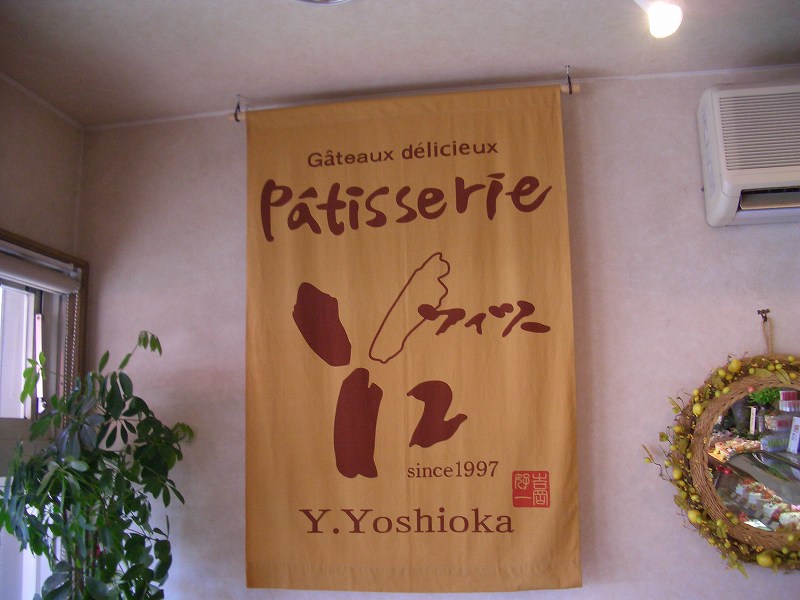 Gâteaux délicieux
Pâtisserie
Y2
ワイツー
since1997
Y.Yoshioka